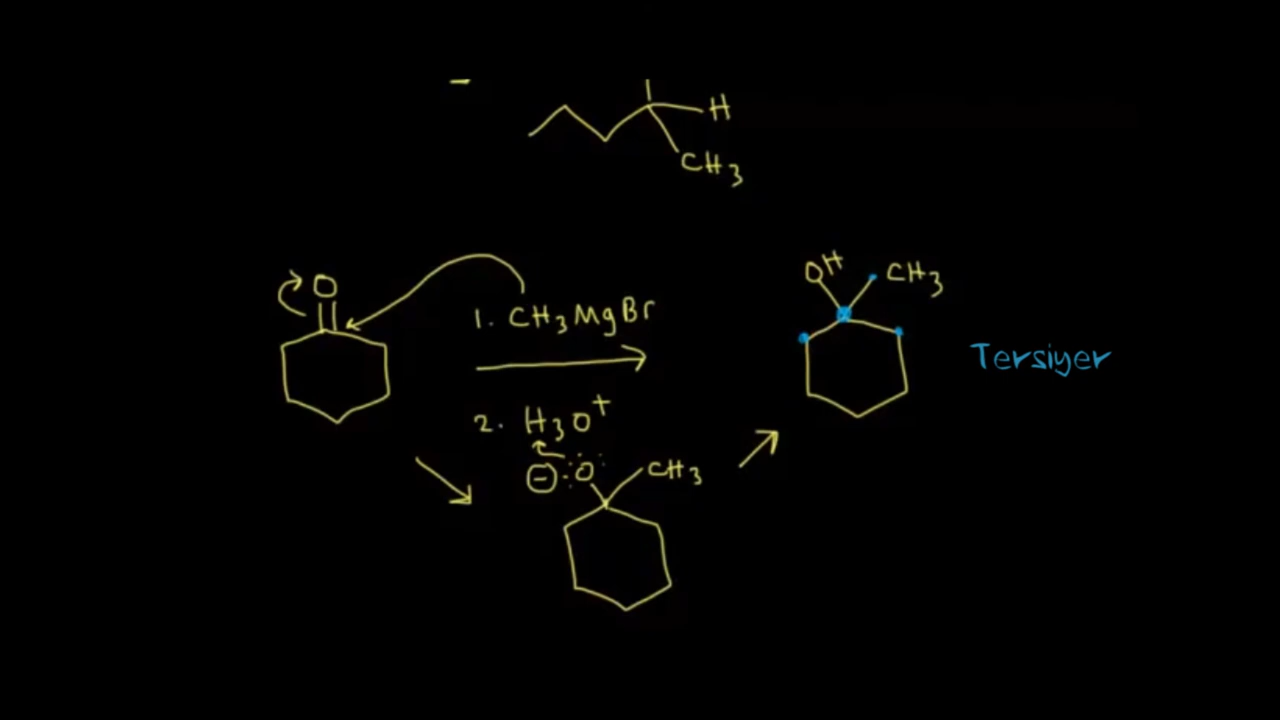 H
CH3
O
OH
CH3
1. CH3MgBr
Tersiyer
2. H3O+
⊖ :O: CH3